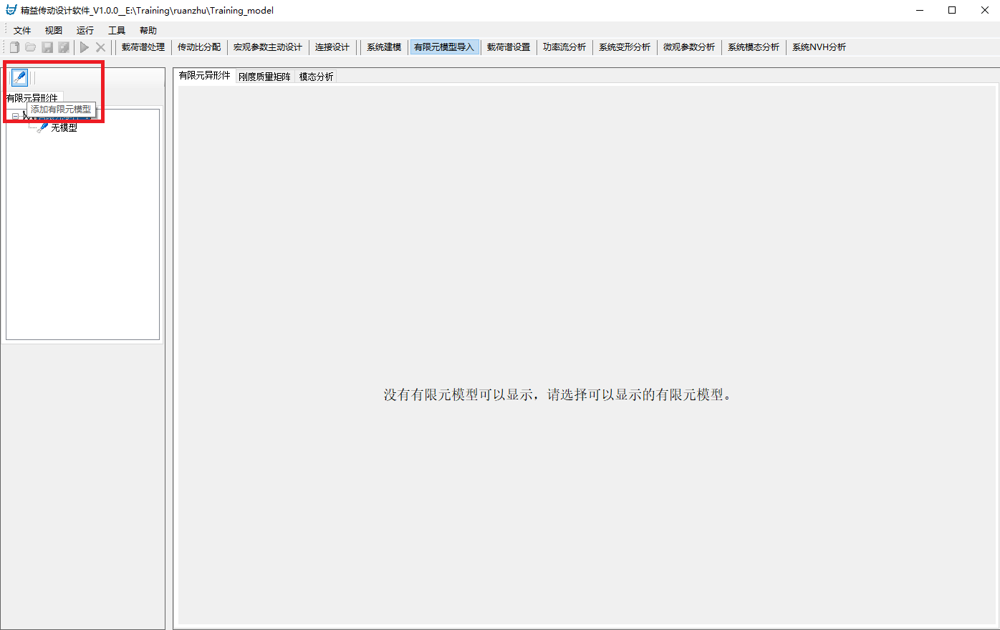 精益传动设计软件_V1.0.0__E:\Training\ruanzhu\Training_model
文件 视图 运行 工具 帮助
载荷谱处理 传动比分配 宏观参数主动设计 连接设计 系统建模 有限元模型导入 载荷谱设置 功率流分析 系统变形分析 微观参数分析 系统模态分析 系统NVH分析
有限元异形件
添加有限元模型
无模型
有限元异形件 刚度质量矩阵 模态分析
没有有限元模型可以显示，请选择可以显示的有限元模型。